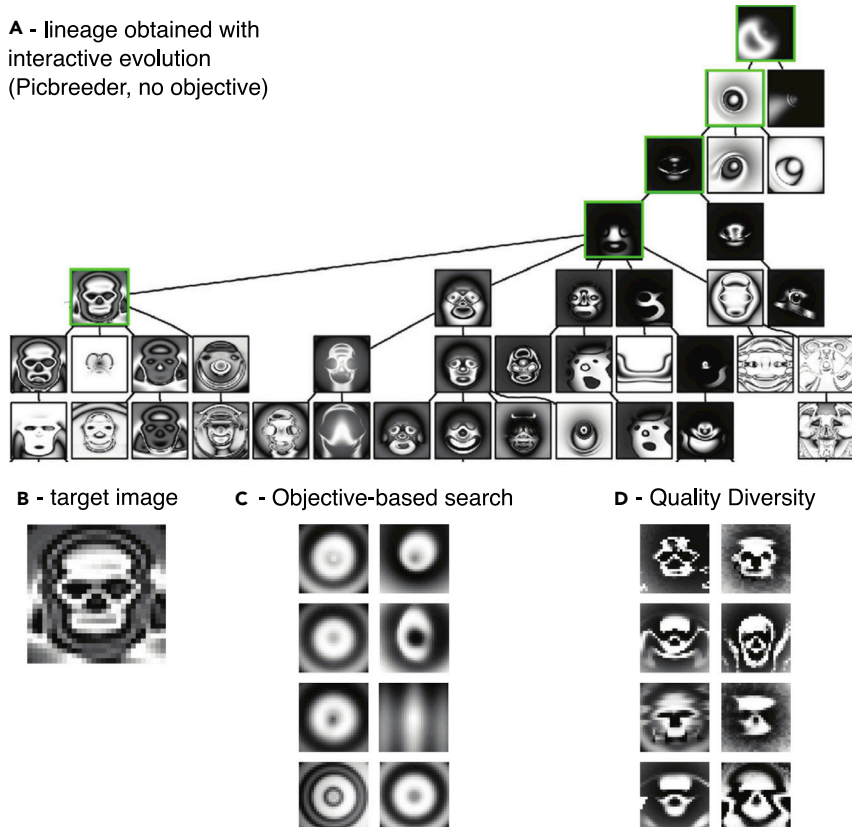 A - lineage obtained with
interactive evolution
(Picbreeder, no objective)
B - target image
C - Objective-based search
D - Quality Diversity